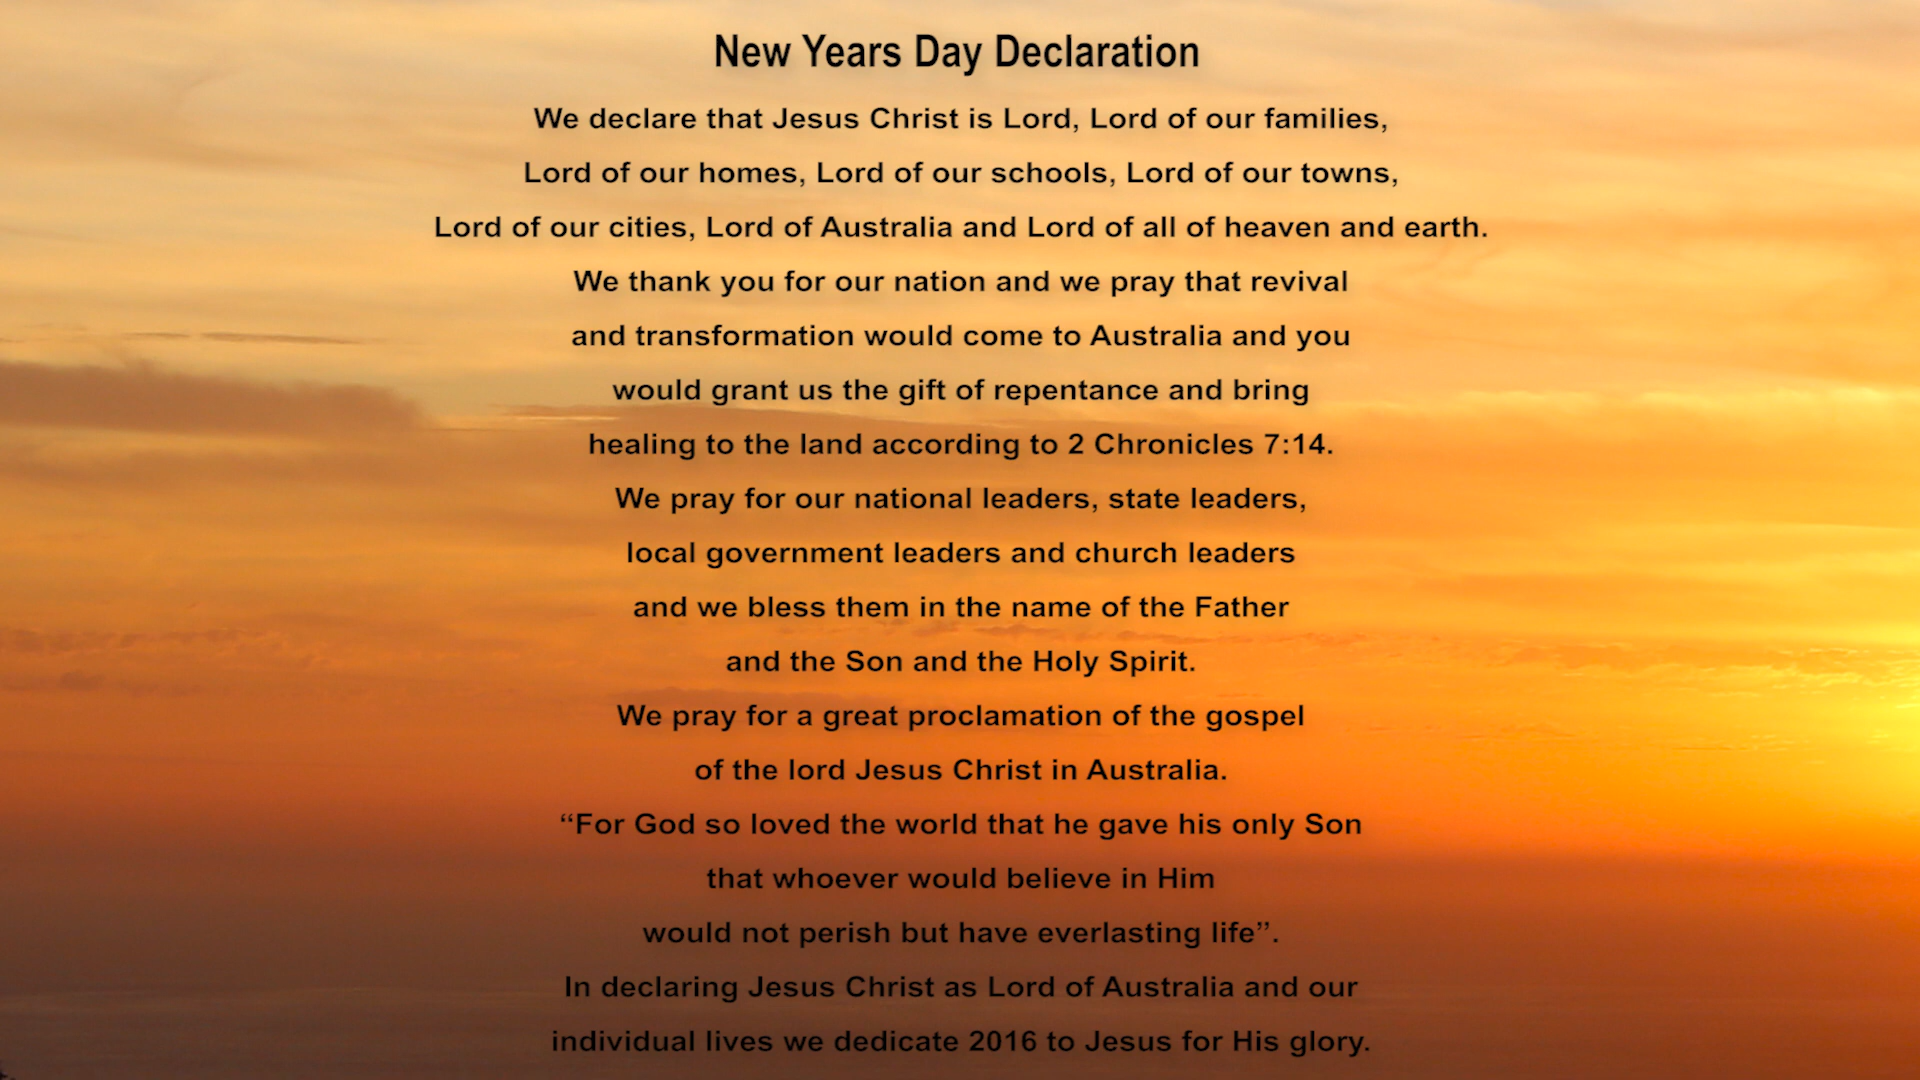 New Years Day Declaration
We declare that Jesus Christ is Lord, Lord of our families,
Lord of our homes, Lord of our schools, Lord of our towns,
Lord of our cities, Lord of Australia and Lord of all of heaven and earth.
We thank you for our nation and we pray that revival
and transformation would come to Australia and you
would grant us the gift of repentance and bring
healing to the land according to 2 Chronicles 7:14.
We pray for our national leaders, state leaders,
local government leaders and church leaders
and we bless them in the name of the Father
and the Son and the Holy Spirit.
We pray for a great proclamation of the gospel
of the lord Jesus Christ in Australia.
“For God so loved the world that he gave his only Son
that whoever would believe in Him
would not perish but have everlasting life”.
In declaring Jesus Christ as Lord of Australia and our
individual lives we dedicate 2016 to Jesus for His glory.